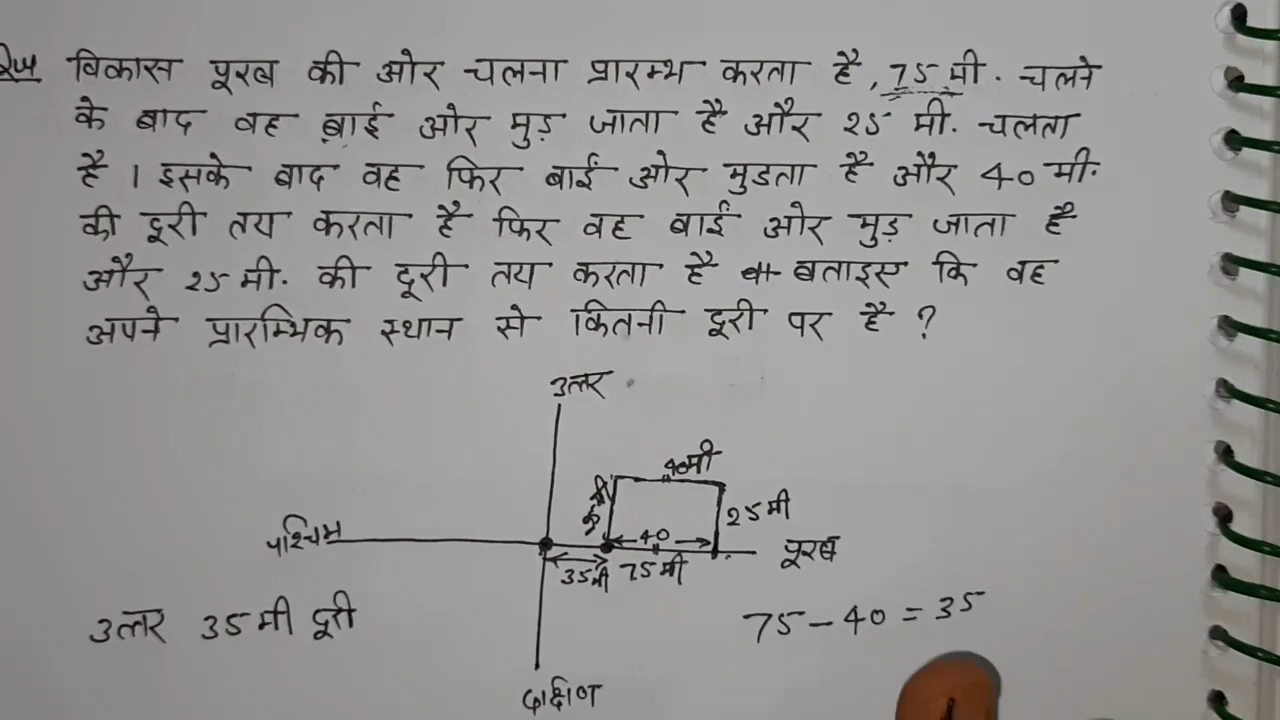 विकास पूरब की ओर चलना प्रारम्भ करता है, 75 मी. चलने
के बाद वह बाई ओर मुड़ जाता है और 25 मी. चलता
है । इसके बाद वह फिर बाईं ओर मुडता है और 40 मी.
की दूरी तय करता है फिर वह बाईं ओर मुड़ जाता है
और 25 मी. की दूरी तय करता है बताइए कि वह
अपने प्रारम्भिक स्थान से कितनी दूरी पर है ?
उत्तर
40मी
25मी
पश्चिम
40
पूरब
35मी 75मी
उत्तर 35मी दूरी
75-40=35
दक्षिण